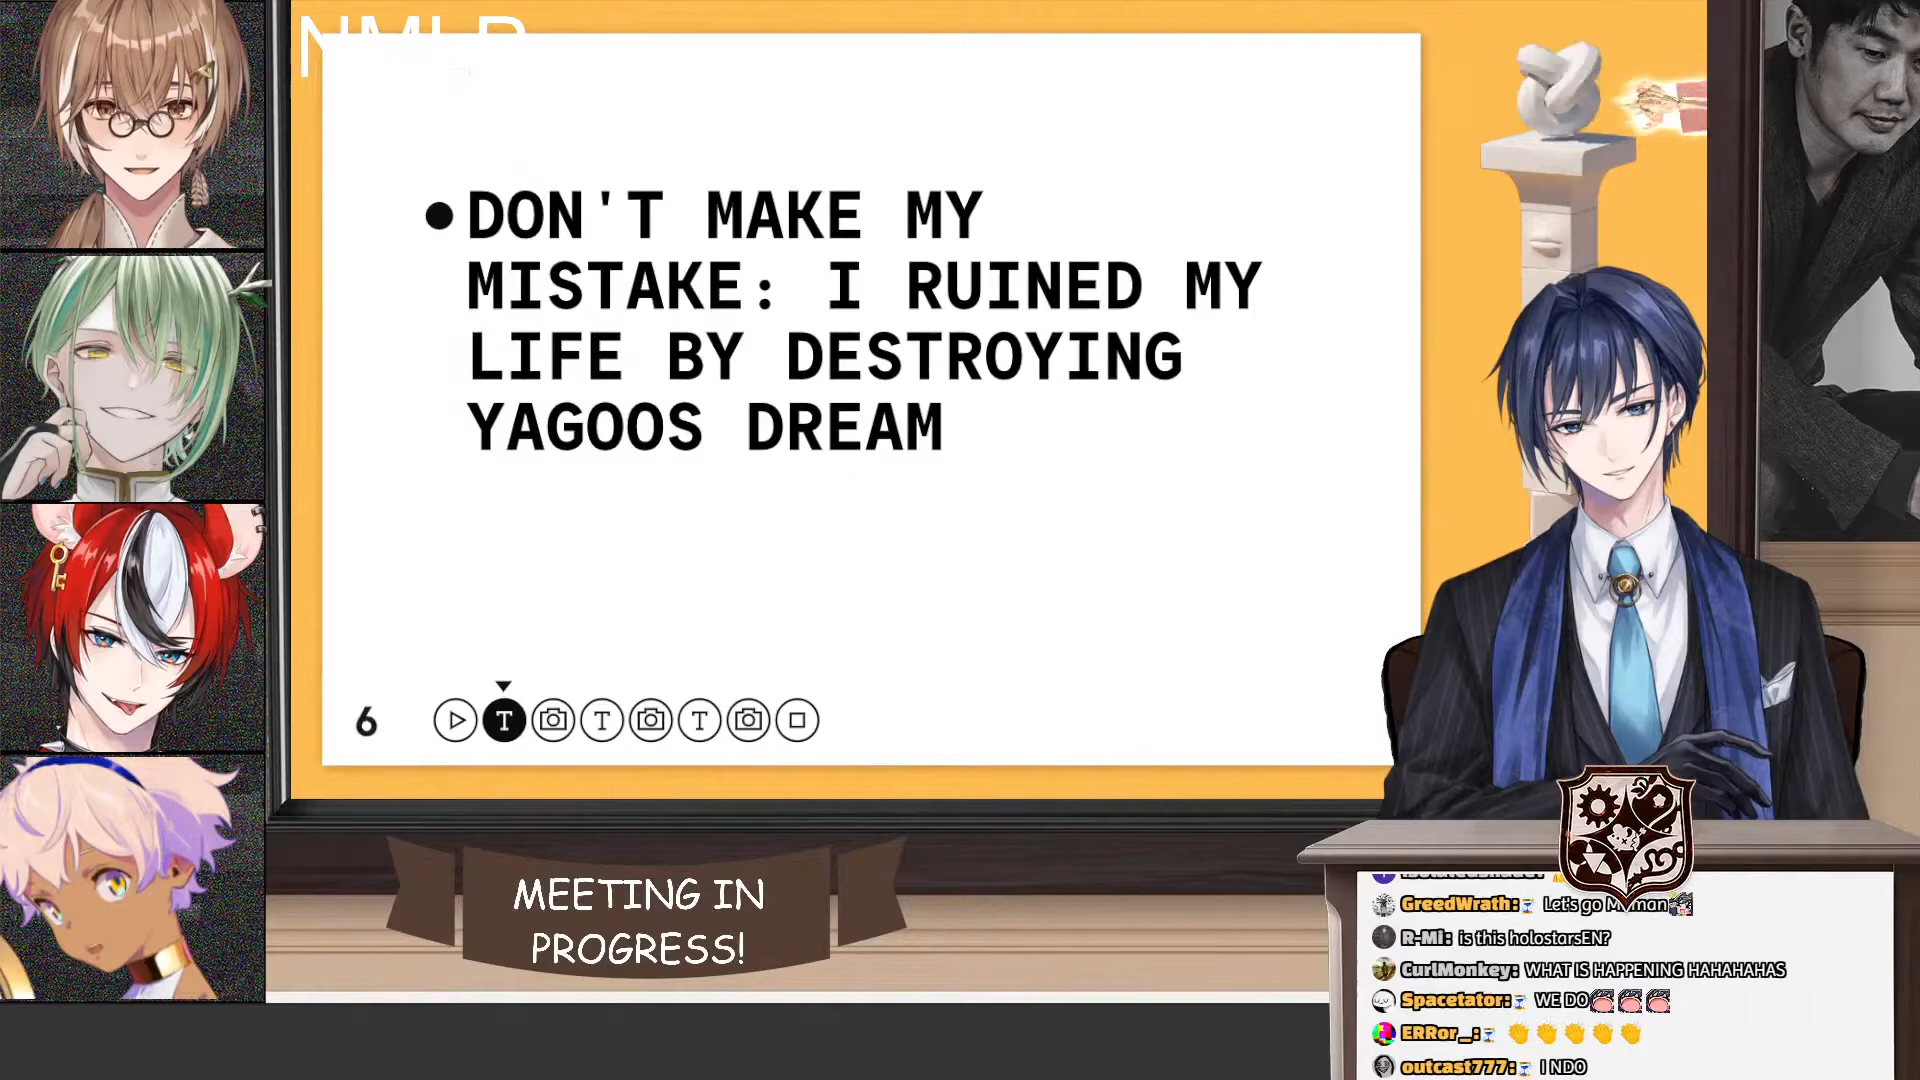 •DON'T MAKE MY
MISTAKE: I RUINED MY
LIFE BY DESTROYING
YAGOOS DREAM
6
T T T
MEETING IN
PROGRESS!
GreedWrath: Let's go
R-Mi: is this holostarsEN?
CurlMonkey: WHAT IS HAPPENING HAHAHAHAS
Spacetator: WE DO
ERRor_:
outcast777: I NDO